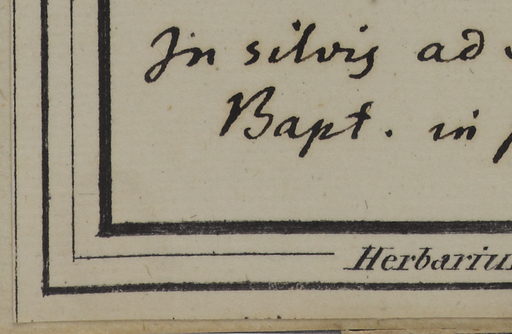 In silvis ad
Bapt. in
Herbariu